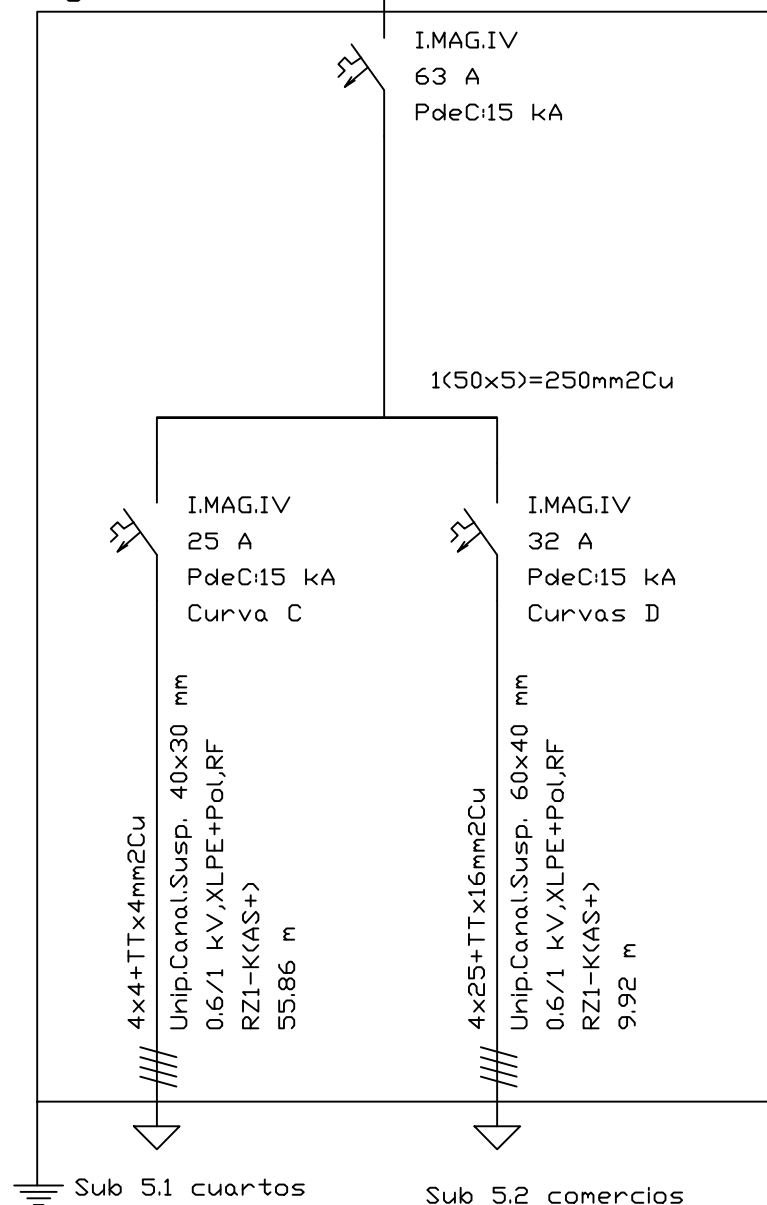 I.MAG.IV
63 A
PdeC:15 kA
1(50x5)=250mm2Cu
I.MAG.IV
25 A
PdeC:15 kA
Curva C
I.MAG.IV
32 A
PdeC:15 kA
Curvas D
4x4+TTx4mm2Cu
Unip.Canal.Susp. 40x30 mm
0.6/1 kV,XLPE+Pol,RF
RZ1-K(AS+)
55.86 m
4x25+TTx16mm2Cu
Unip.Canal.Susp. 60x40 mm
0.6/1 kV,XLPE+Pol,RF
RZ1-K(AS+)
9.92 m
Sub 5.1 cuartos
Sub 5.2 comercios